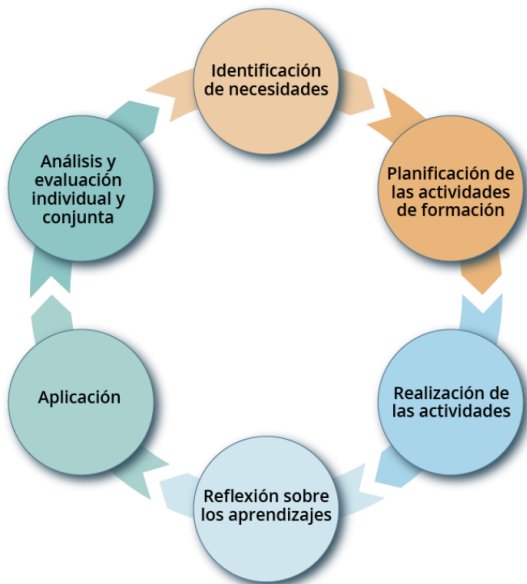 Identificación
de necesidades
Planificación de
las actividades
de formación
Realización de
las actividades
Reflexión sobre
los aprendizajes
Aplicación
Análisis y
evaluación
individual y
conjunta